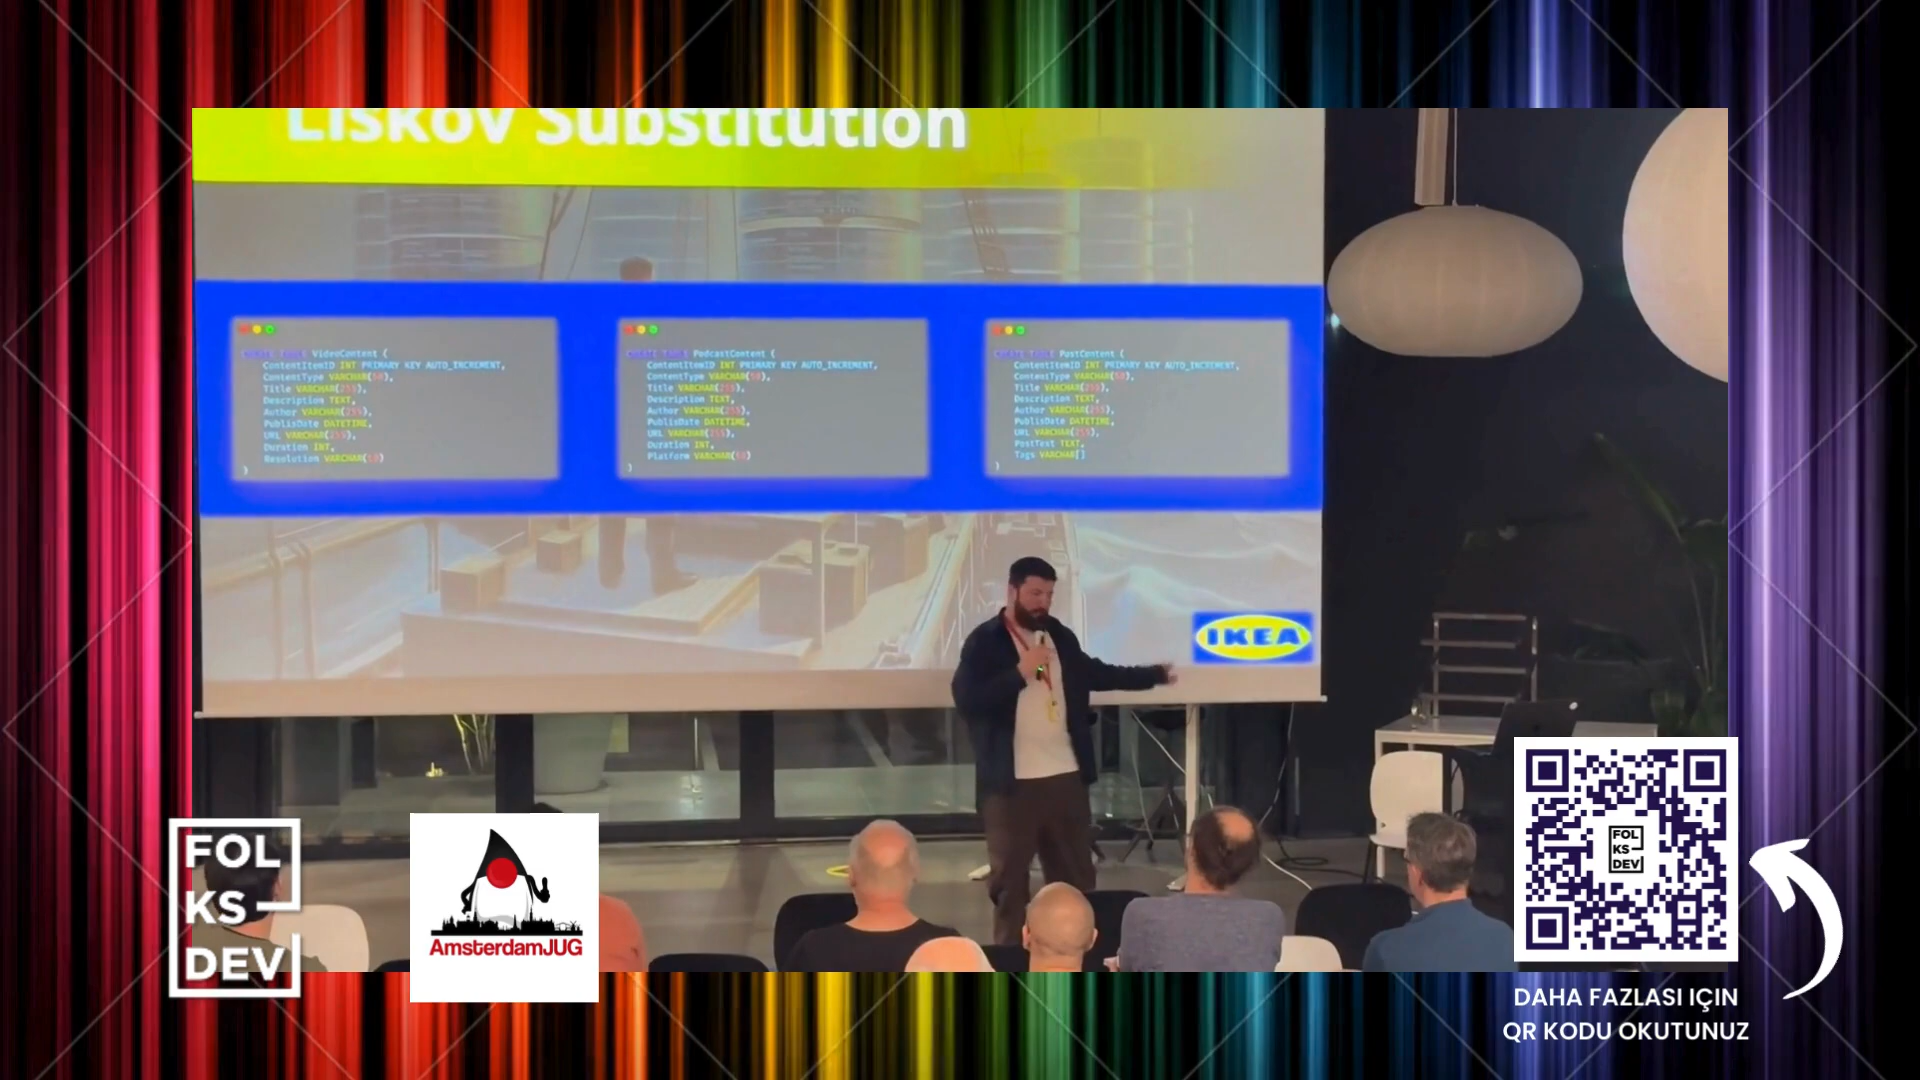 Liskov Substitution
CREATE TABLE VideoContent (
ContentItemID INT PRIMARY KEY AUTO_INCREMENT,
ContentType VARCHAR(50),
Title VARCHAR(255),
Description TEXT,
Author VARCHAR(255),
PublisDate DATETIME,
URL VARCHAR(255),
Duration INT,
Resolution VARCHAR(50)
)
CREATE TABLE PodcastContent (
ContentItemID INT PRIMARY KEY AUTO_INCREMENT,
ContentType VARCHAR(50),
Title VARCHAR(255),
Description TEXT,
Author VARCHAR(255),
PublisDate DATETIME,
URL VARCHAR(255),
Duration INT,
Platform VARCHAR(50)
)
CREATE TABLE PostContent (
ContentItemID INT PRIMARY KEY AUTO_INCREMENT,
ContentType VARCHAR(50),
Title VARCHAR(255),
Description TEXT,
Author VARCHAR(255),
PublisDate DATETIME,
URL VARCHAR(255),
PostText TEXT,
Tags VARCHAR[]
)
IKEA
FOL
KS
DEV
AmsterdamJUG
FOL
KS
DEV
DAHA FAZLASI IÇIN
QR KODU OKUTUNUZ